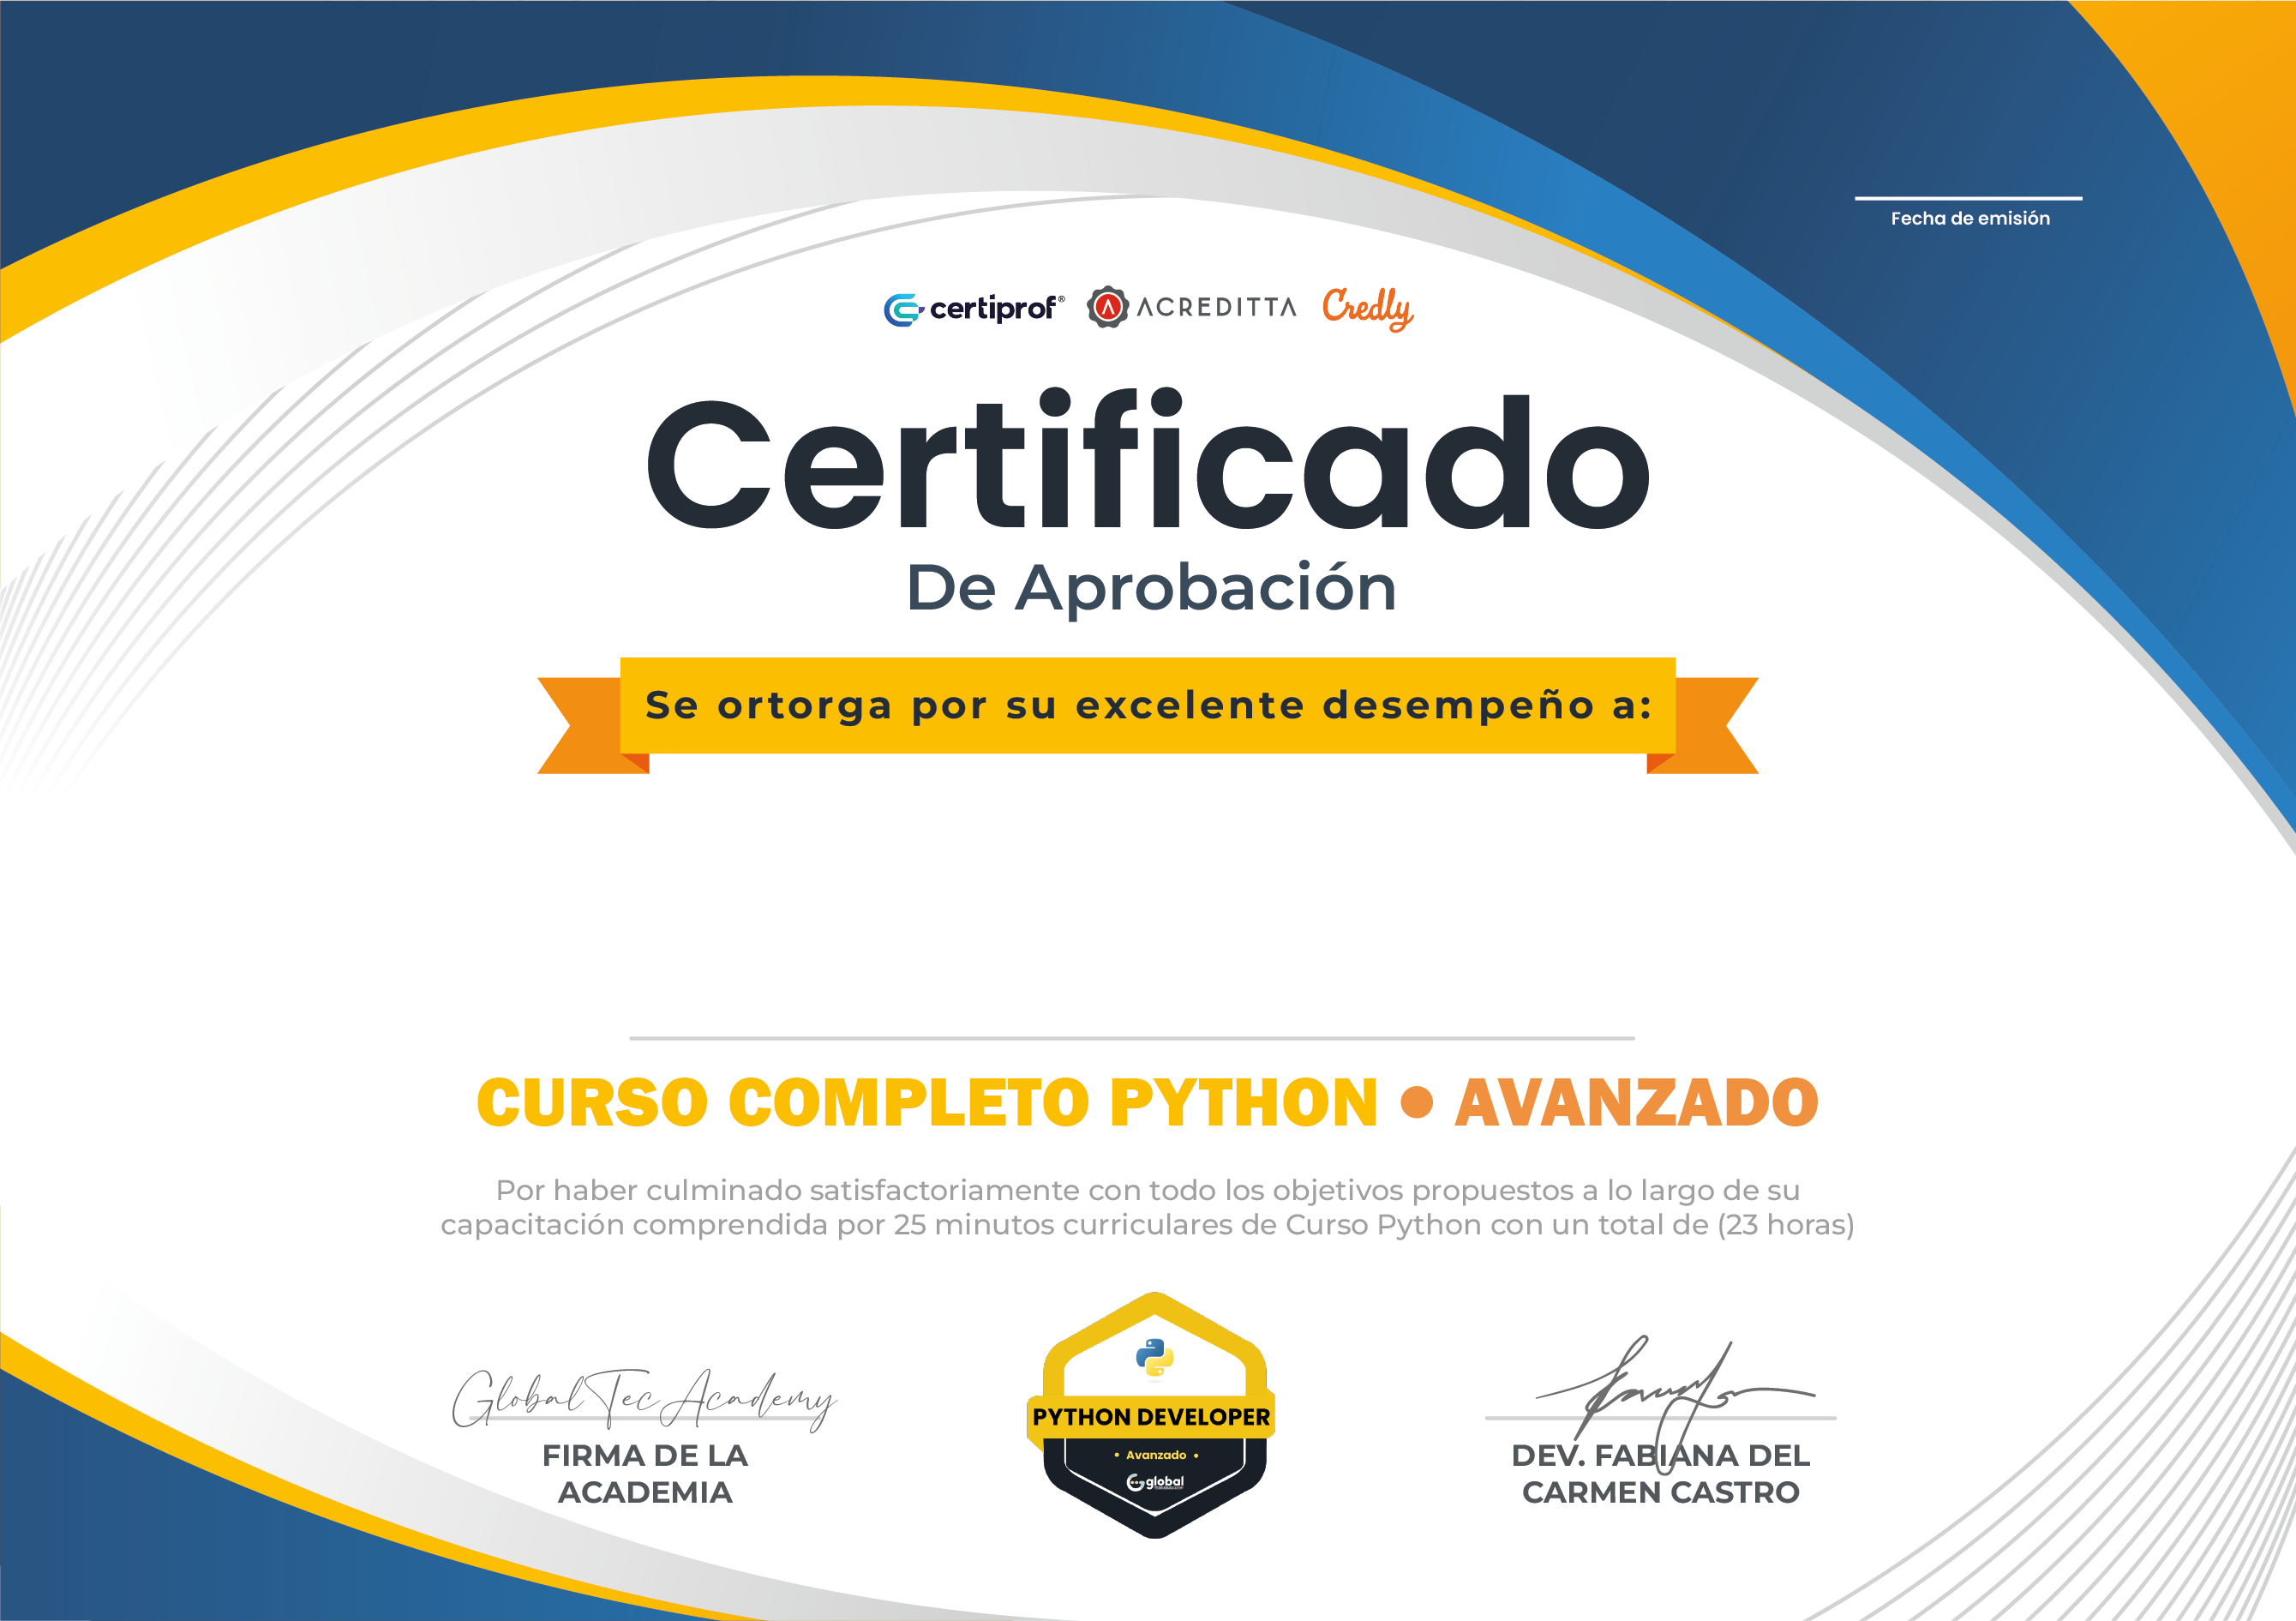 Fecha de emisión
certiprof®
ACREDITTA
Credly
Certificado
De Aprobación
Se ortorga por su excelente desempeño a:
CURSO COMPLETO PYTHON • AVANZADO
Por haber culminado satisfactoriamente con todo los objetivos propuestos a lo largo de su
capacitación comprendida por 25 minutos curriculares de Curso Python con un total de (23 horas)
Global Tec Academy
FIRMA DE LA
ACADEMIA
PYTHON DEVELOPER
• Avanzado •
global
DEV. FABIANA DEL
CARMEN CASTRO